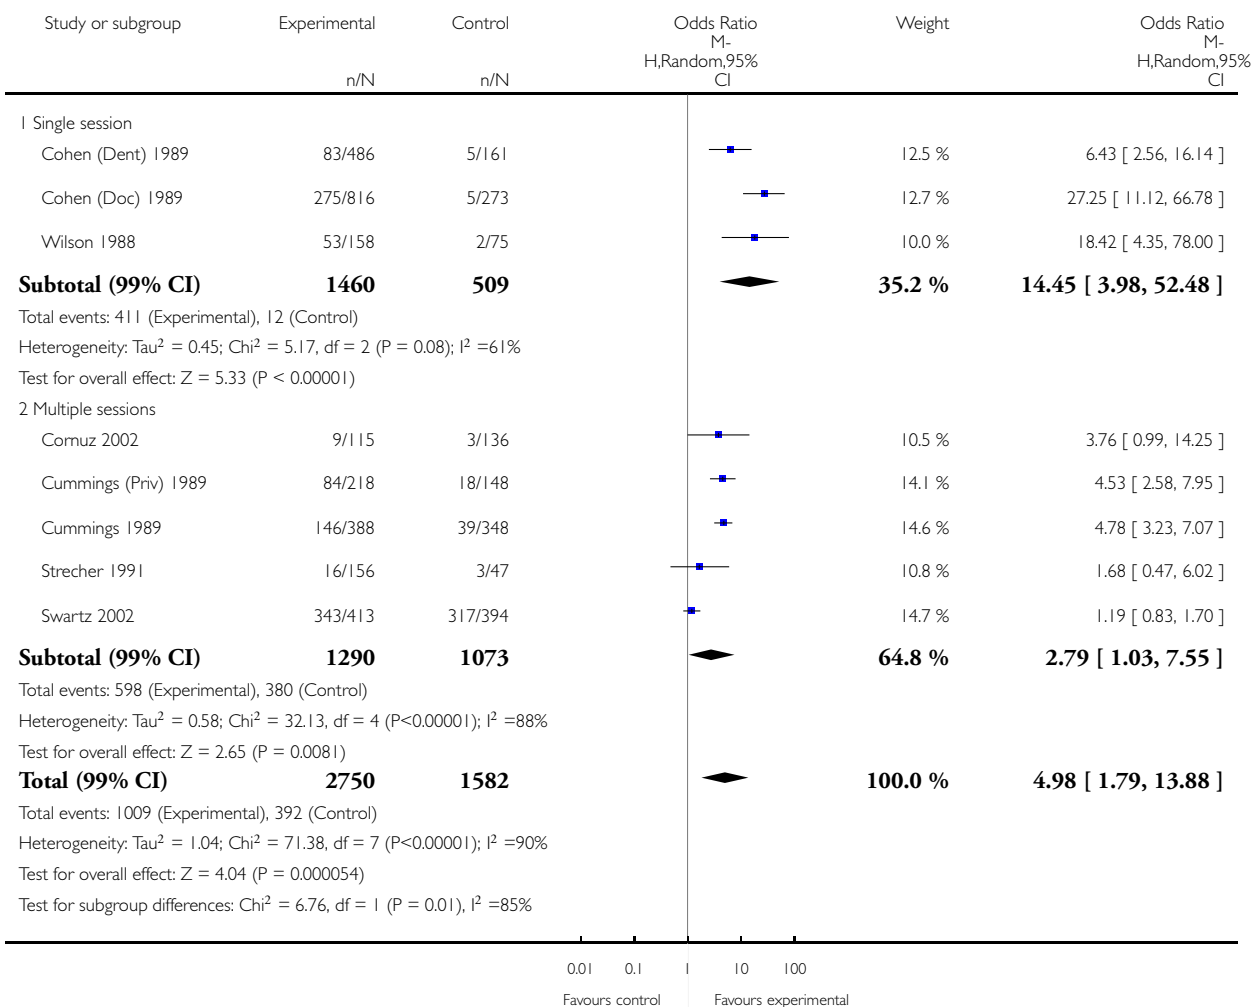 Study or subgroup Experimental Control Odds Ratio Weight Odds Ratio
M- M-
H,Random,95% H,Random,95%
n/N n/N CI CI
1 Single session
Cohen (Dent) 1989 83/486 5/161 12.5 % 6.43 [ 2.56, 16.14 ]
Cohen (Doc) 1989 275/816 5/273 12.7 % 27.25 [ 11.12, 66.78 ]
Wilson 1988 53/158 2/75 10.0 % 18.42 [ 4.35, 78.00 ]
Subtotal (99% CI) 1460 509 35.2 % 14.45 [ 3.98, 52.48 ]
Total events: 411 (Experimental), 12 (Control)
Heterogeneity: Tau² = 0.45; Chi² = 5.17, df = 2 (P = 0.08); I² =61%
Test for overall effect: Z = 5.33 (P < 0.00001)
2 Multiple sessions
Cornuz 2002 9/115 3/136 10.5 % 3.76 [ 0.99, 14.25 ]
Cummings (Priv) 1989 84/218 18/148 14.1 % 4.53 [ 2.58, 7.95 ]
Cummings 1989 146/388 39/348 14.6 % 4.78 [ 3.23, 7.07 ]
Strecher 1991 16/156 3/47 10.8 % 1.68 [ 0.47, 6.02 ]
Swartz 2002 343/413 317/394 14.7 % 1.19 [ 0.83, 1.70 ]
Subtotal (99% CI) 1290 1073 64.8 % 2.79 [ 1.03, 7.55 ]
Total events: 598 (Experimental), 380 (Control)
Heterogeneity: Tau² = 0.58; Chi² = 32.13, df = 4 (P<0.00001); I² =88%
Test for overall effect: Z = 2.65 (P = 0.0081)
Total (99% CI) 2750 1582 100.0 % 4.98 [ 1.79, 13.88 ]
Total events: 1009 (Experimental), 392 (Control)
Heterogeneity: Tau² = 1.04; Chi² = 71.38, df = 7 (P<0.00001); I² =90%
Test for overall effect: Z = 4.04 (P = 0.000054)
Test for subgroup differences: Chi² = 6.76, df = 1 (P = 0.01), I² =85%
0.01 0.1 1 10 100
Favours control Favours experimental